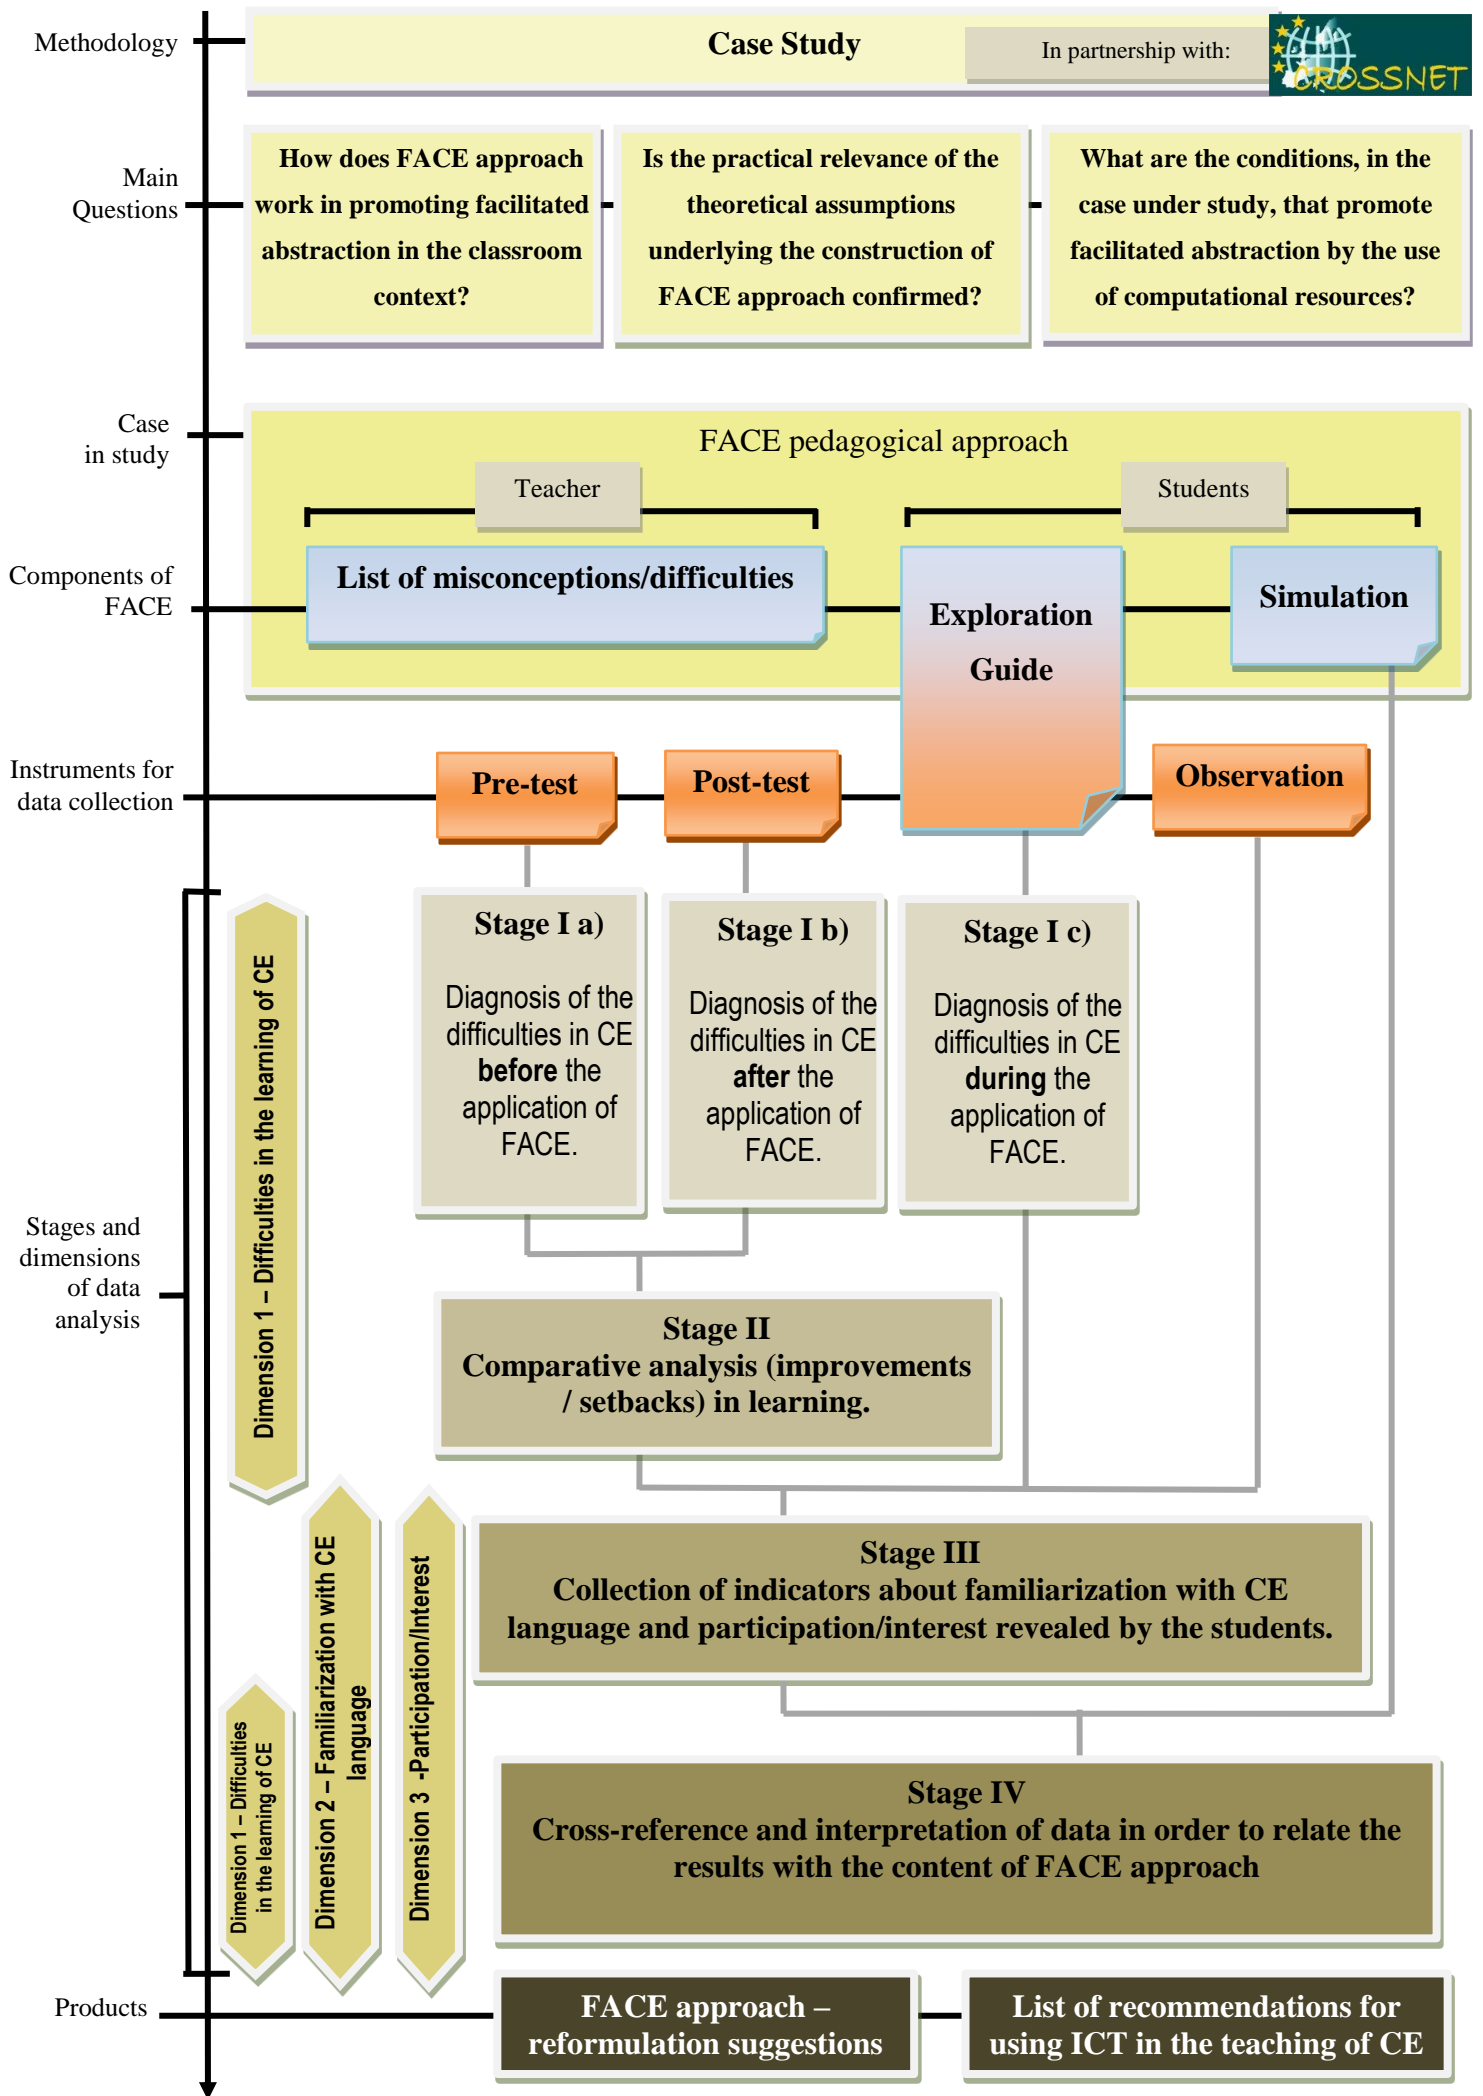 Methodology
Case Study
In partnership with:
CROSSNET
Main
Questions
How does FACE approach
work in promoting facilitated
abstraction in the classroom
context?
Is the practical relevance of the
theoretical assumptions
underlying the construction of
FACE approach confirmed?
What are the conditions, in the
case under study, that promote
facilitated abstraction by the use
of computational resources?
Case
in study
FACE pedagogical approach
Teacher
Students
Components of
FACE
List of misconceptions/difficulties
Exploration
Guide
Simulation
Instruments for
data collection
Pre-test
Post-test
Observation
Stages and
dimensions
of data
analysis
Dimension 1 – Difficulties in the learning of CE
Stage I a)
Diagnosis of the
difficulties in CE
before the
application of
FACE.
Stage I b)
Diagnosis of the
difficulties in CE
after the
application of
FACE.
Stage I c)
Diagnosis of the
difficulties in CE
during the
application of
FACE.
Stage II
Comparative analysis (improvements
/ setbacks) in learning.
Dimension 1 – Difficulties
in the learning of CE
Dimension 2 – Familiarization with CE
language
Dimension 3 -Participation/Interest
Stage III
Collection of indicators about familiarization with CE
language and participation/interest revealed by the students.
Stage IV
Cross-reference and interpretation of data in order to relate the
results with the content of FACE approach
Products
FACE approach –
reformulation suggestions
List of recommendations for
using ICT in the teaching of CE